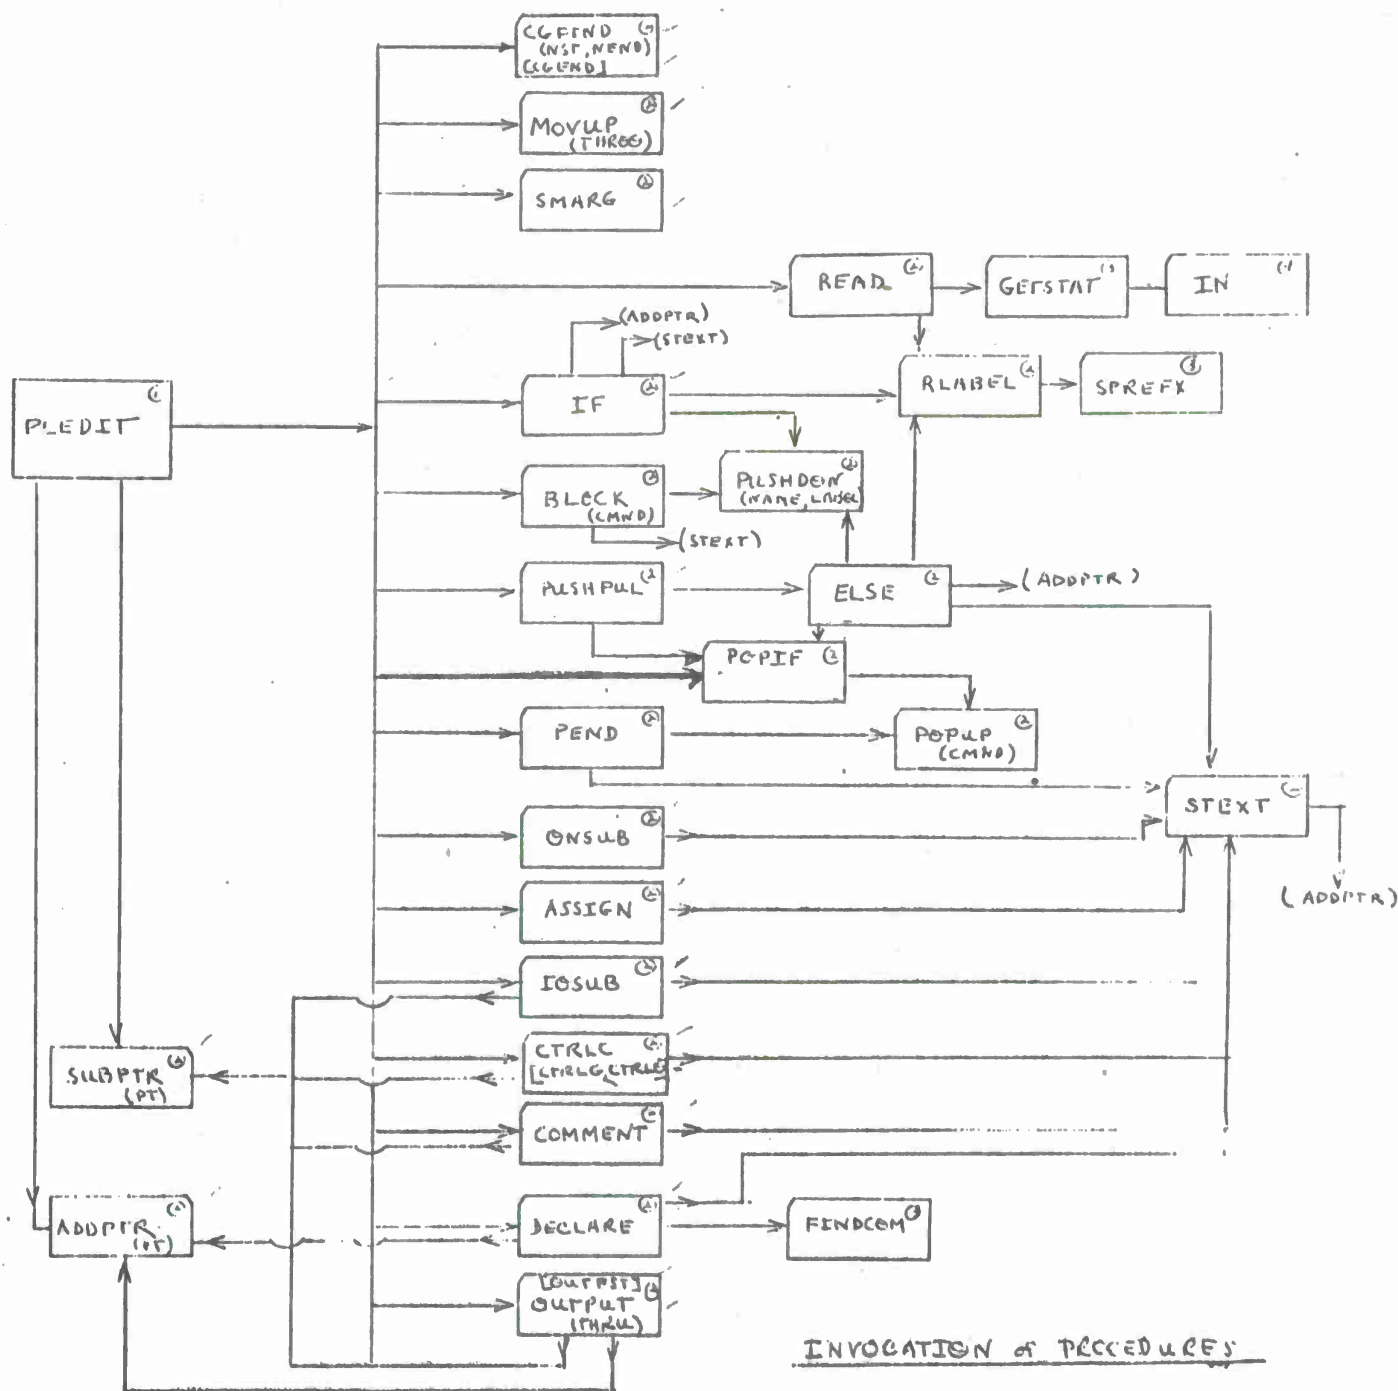 CGFIND
(NST, NEND)
[CGEND]
MOVUP
(THREE)
SMARG
READ
GETSTAT
IN
(ADDPTR)
(STEXT)
IF
RLABEL
SPREFX
PLEDIT
BLOCK
(CMND)
PUSHDOWN
(NAME, LABEL)
(STEXT)
PUSHPUL
ELSE
(ADDPTR)
POPIF
PEND
POPUP
(CMND)
STEXT
ONSUB
(ADDPTR)
ASSIGN
IOSUB
CTRLC
SUBPTR
(PT)
COMMENT
ADDPTR
(PT)
DECLARE
FINDCOM
[OUTPST]
OUTPUT
(THRU)
INVOCATION of PROCEDURES